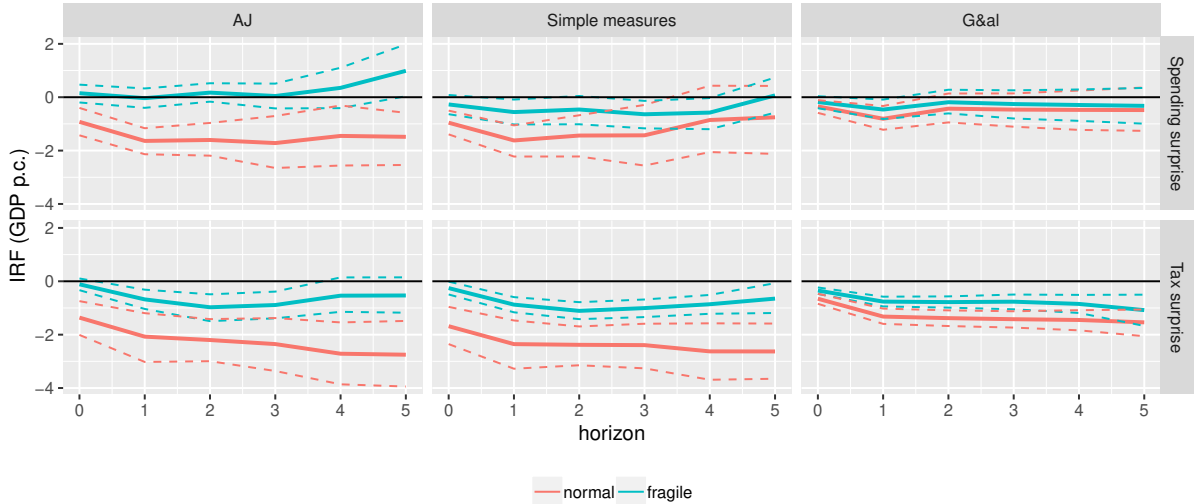 AJ
Simple measures
G&al
IRF (GDP p.c.)
2
0
−2
−4
Spending surprise
2
0
−2
−4
Tax surprise
0 1 2 3 4 5
0 1 2 3 4 5
0 1 2 3 4 5
horizon
normal fragile